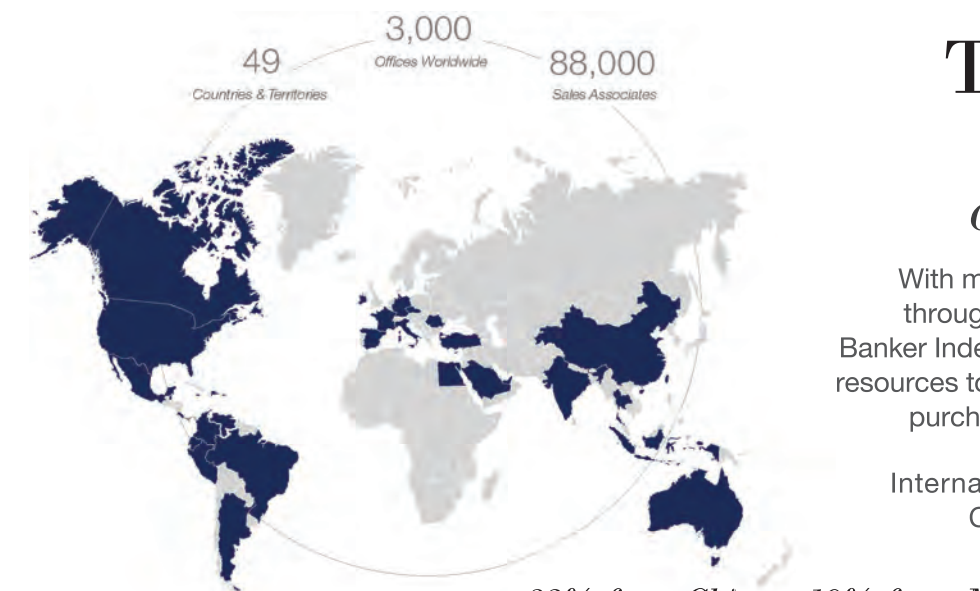 3,000
Offices Worldwide
49
Countries & Territories
88,000
Sales Associates
With
throug
Banker Inde
resources to
purch
Interna